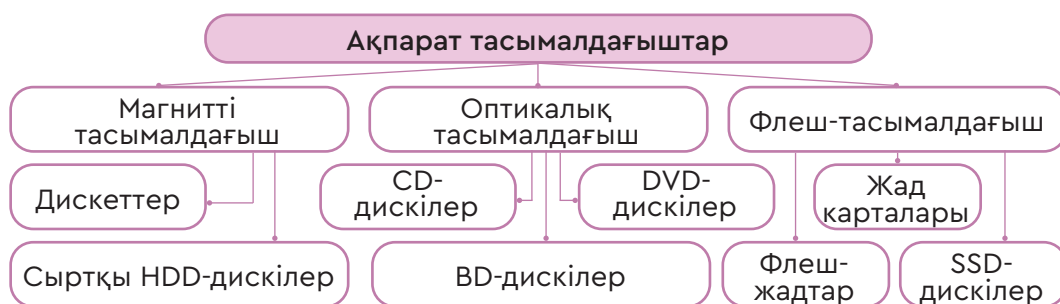 Ақпарат тасымалдағыштар
Магнитті
тасымалдағыш
Оптикалық
тасымалдағыш
Флеш-тасымалдағыш
Дискеттер
CD-
дискілер
DVD-
дискілер
Жад
карталары
Сыртқы HDD-дискілер
BD-дискілер
Флеш-
жадтар
SSD-
дискілер